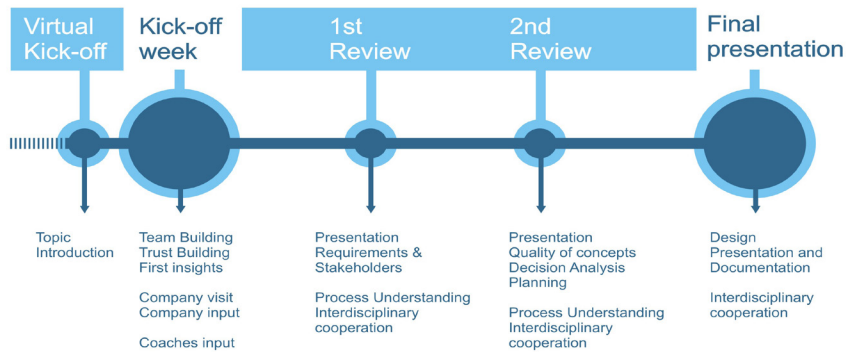 Virtual
Kick-off
Kick-off
week
1st
Review
2nd
Review
Final
presentation
Topic
Introduction
Team Building
Trust Building
First insights
Company visit
Company input
Coaches input
Presentation
Requirements &
Stakeholders
Process Understanding
Interdisciplinary
cooperation
Presentation
Quality of concepts
Decision Analysis
Planning
Process Understanding
Interdisciplinary
cooperation
Design
Presentation and
Documentation
Interdisciplinary
cooperation